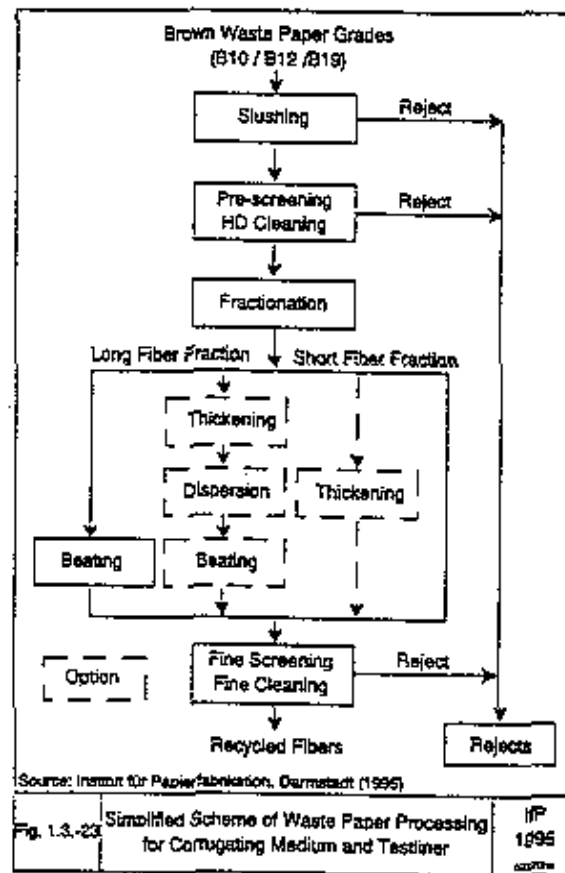 Brown Waste Paper Grades
(B10 / B12 / B19)
Slushing
Reject
Pre-screening
HD Cleaning
Reject
Fractionation
Long Fiber Fraction
Short Fiber Fraction
Thickening
Dispersion
Thickening
Beating
Beating
Option
Fine Screening
Fine Cleaning
Reject
Recycled Fibers
Rejects
Source: Institut für Papierfabrikation, Darmstadt (1995)
Fig. 1.3.-23
Simplified Scheme of Waste Paper Processing
for Corrugating Medium and Testliner
IfP
1995